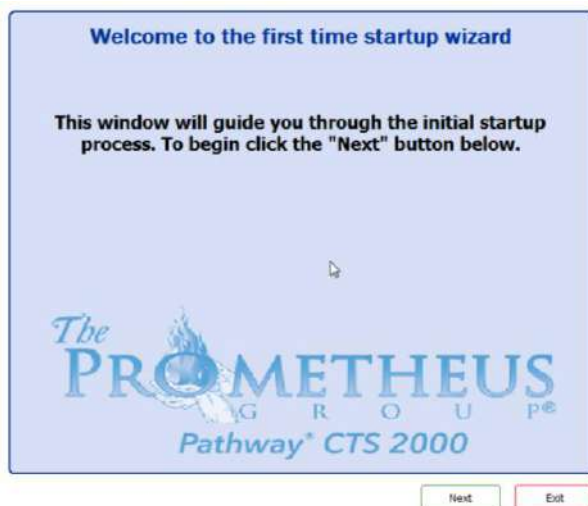 Welcome to the first time startup wizard
This window will guide you through the initial startup
process. To begin click the "Next" button below.
The
PROMETHEUS
GROUP®
Pathway® CTS 2000
Next
Exit